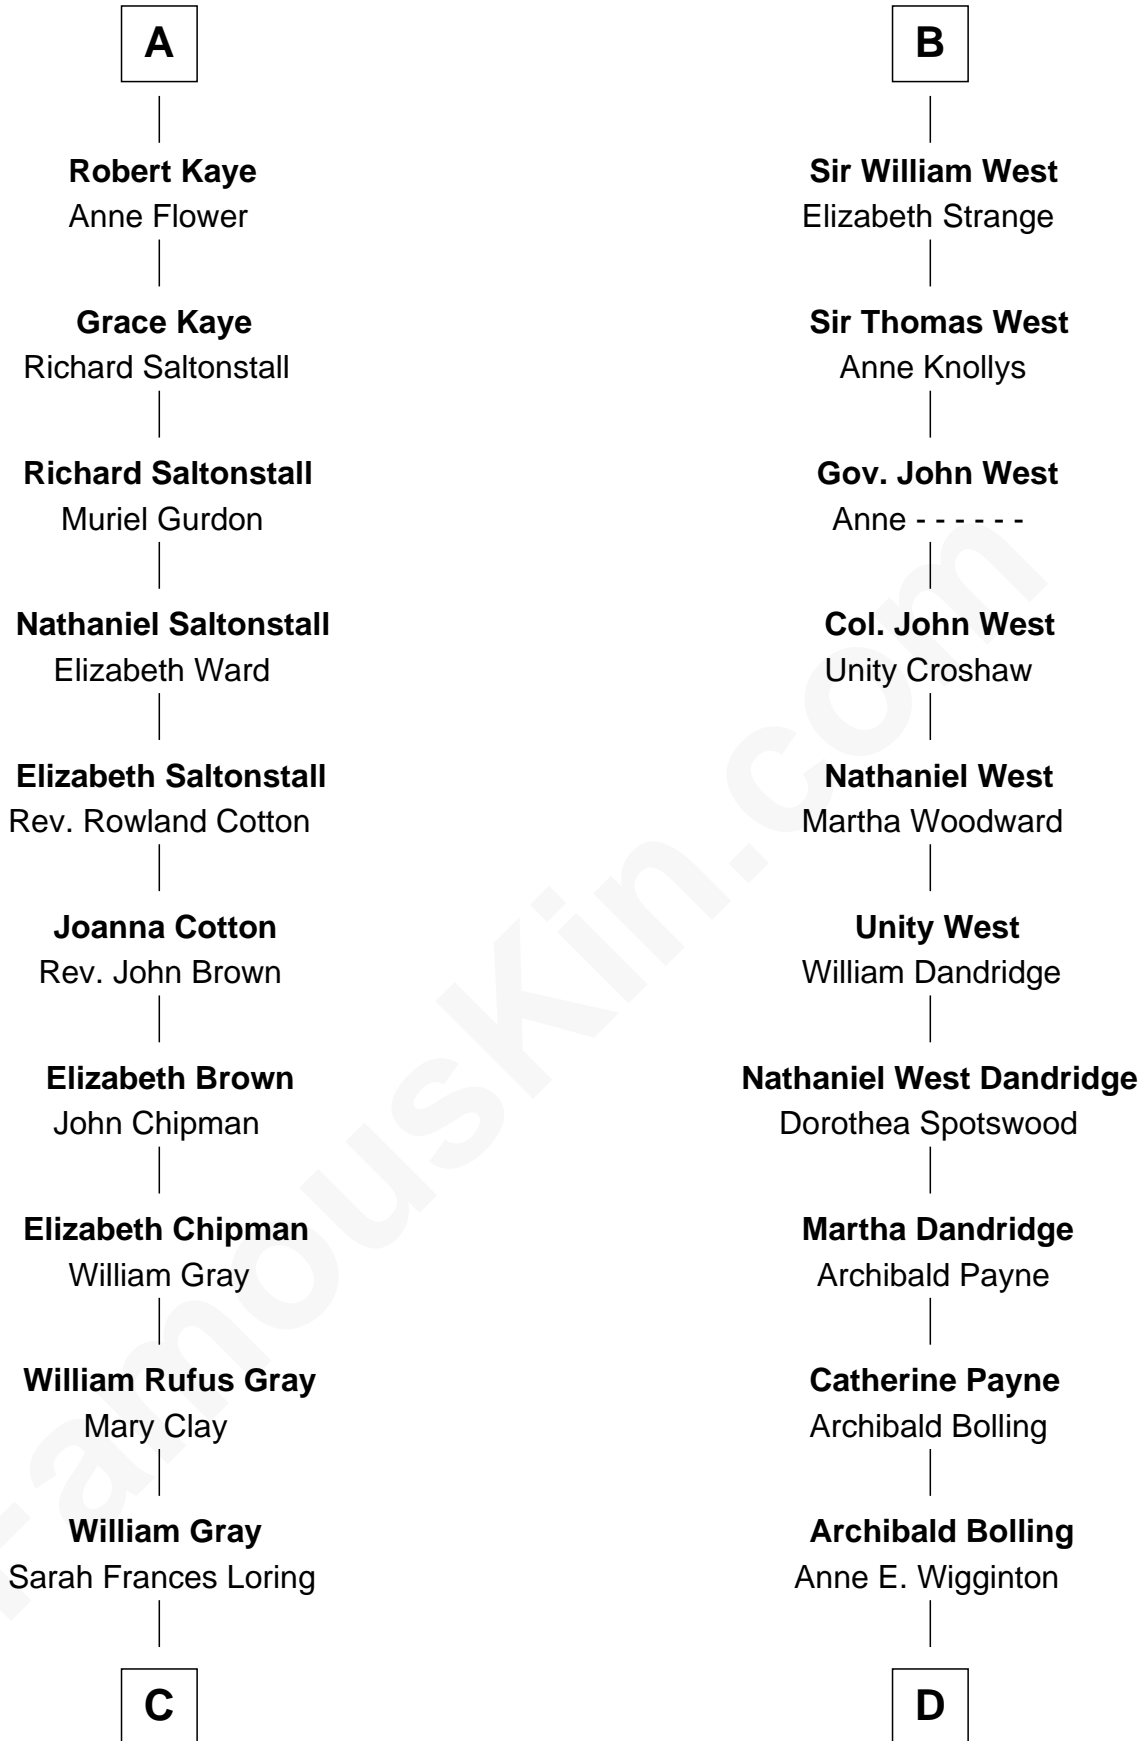 A
Robert Kaye
Anne Flower
Grace Kaye
Richard Saltonstall
Richard Saltonstall
Muriel Gurdon
Nathaniel Saltonstall
Elizabeth Ward
Elizabeth Saltonstall
Rev. Rowland Cotton
Joanna Cotton
Rev. John Brown
Elizabeth Brown
John Chipman
Elizabeth Chipman
William Gray
William Rufus Gray
Mary Clay
William Gray
Sarah Frances Loring
C
B
Sir William West
Elizabeth Strange
Sir Thomas West
Anne Knollys
Gov. John West
Anne - - - - - -
Col. John West
Unity Croshaw
Nathaniel West
Martha Woodward
Unity West
William Dandridge
Nathaniel West Dandridge
Dorothea Spotswood
Martha Dandridge
Archibald Payne
Catherine Payne
Archibald Bolling
Archibald Bolling
Anne E. Wigginton
D
FamousKin.com